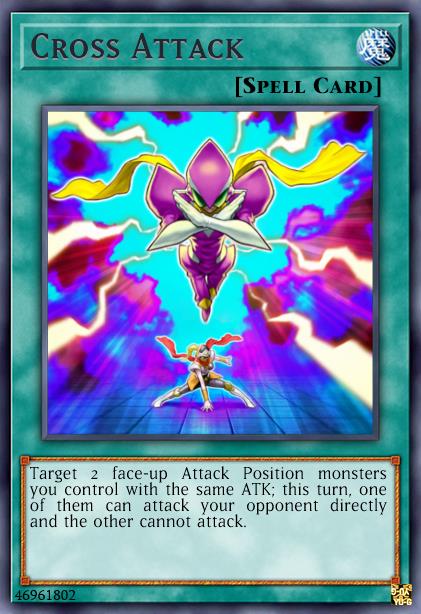 Cross Attack
魔
[Spell Card]
Target 2 face-up Attack Position monsters
you control with the same ATK; this turn, one
of them can attack your opponent directly
and the other cannot attack.
46961802